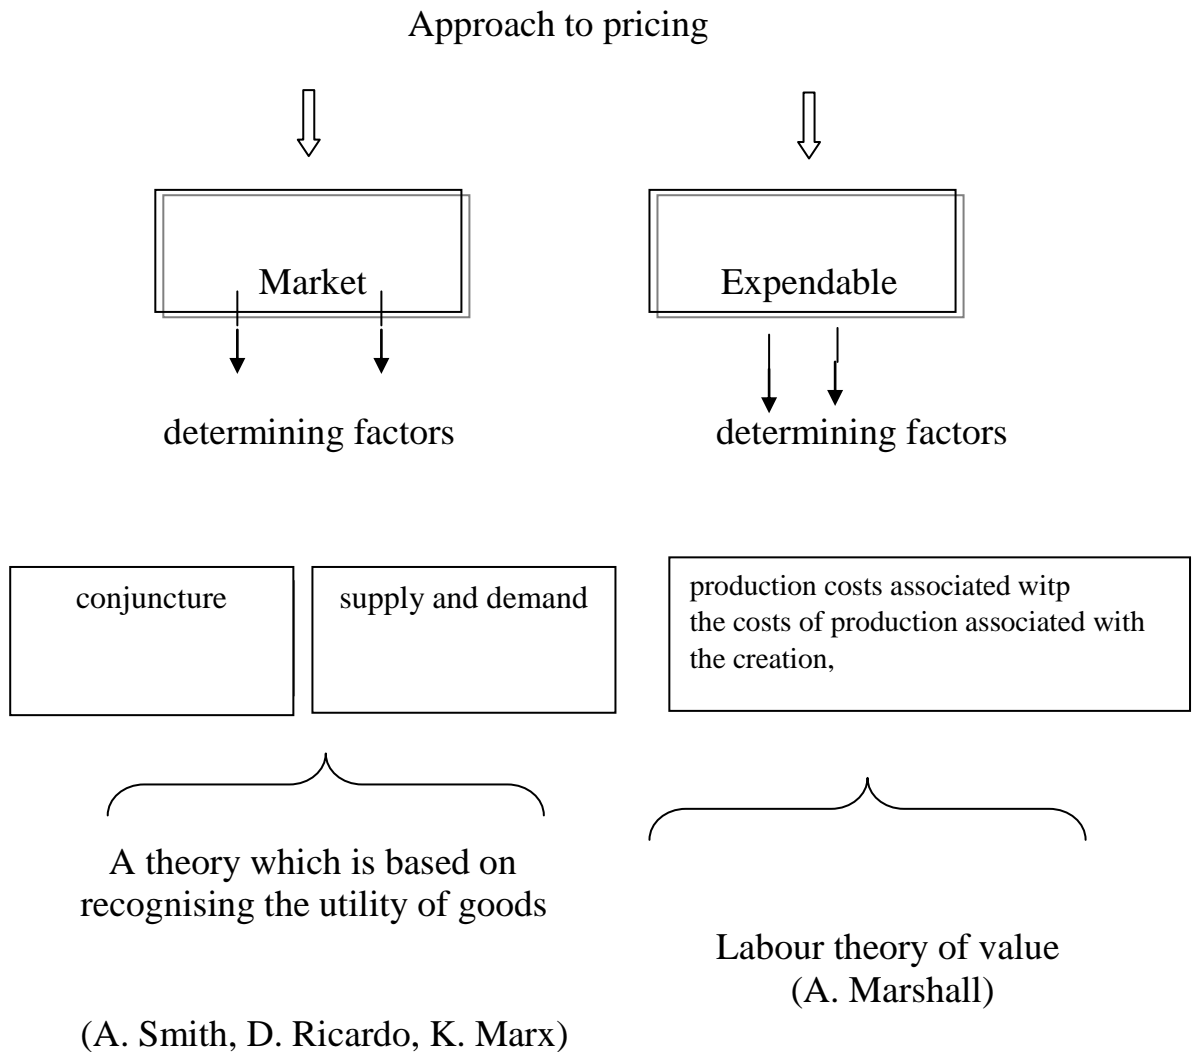 Approach to pricing
Market
Expendable
determining factors
determining factors
conjuncture
supply and demand
production costs associated witp
the costs of production associated with
the creation,
A theory which is based on
recognising the utility of goods
(A. Smith, D. Ricardo, K. Marx)
Labour theory of value
(A. Marshall)